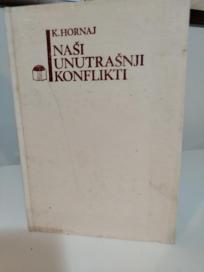 K. HORNAJ
NAŠI
UNUTRAŠNJI
KONFLIKTI